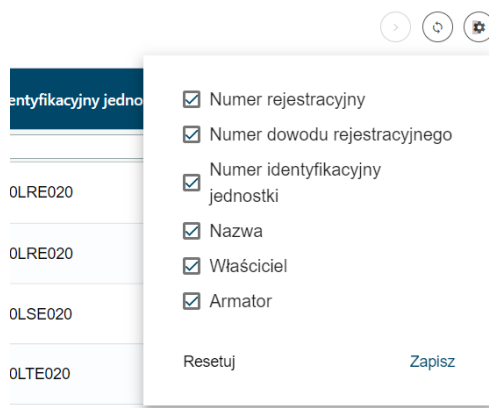 entyfikacyjny jedno
Numer rejestracyjny
Numer dowodu rejestracyjnego
Numer identyfikacyjny
jednostki
Nazwa
Właściciel
Armator
Resetuj
Zapisz
0LRE020
0LRE020
0LSE020
0LTE020